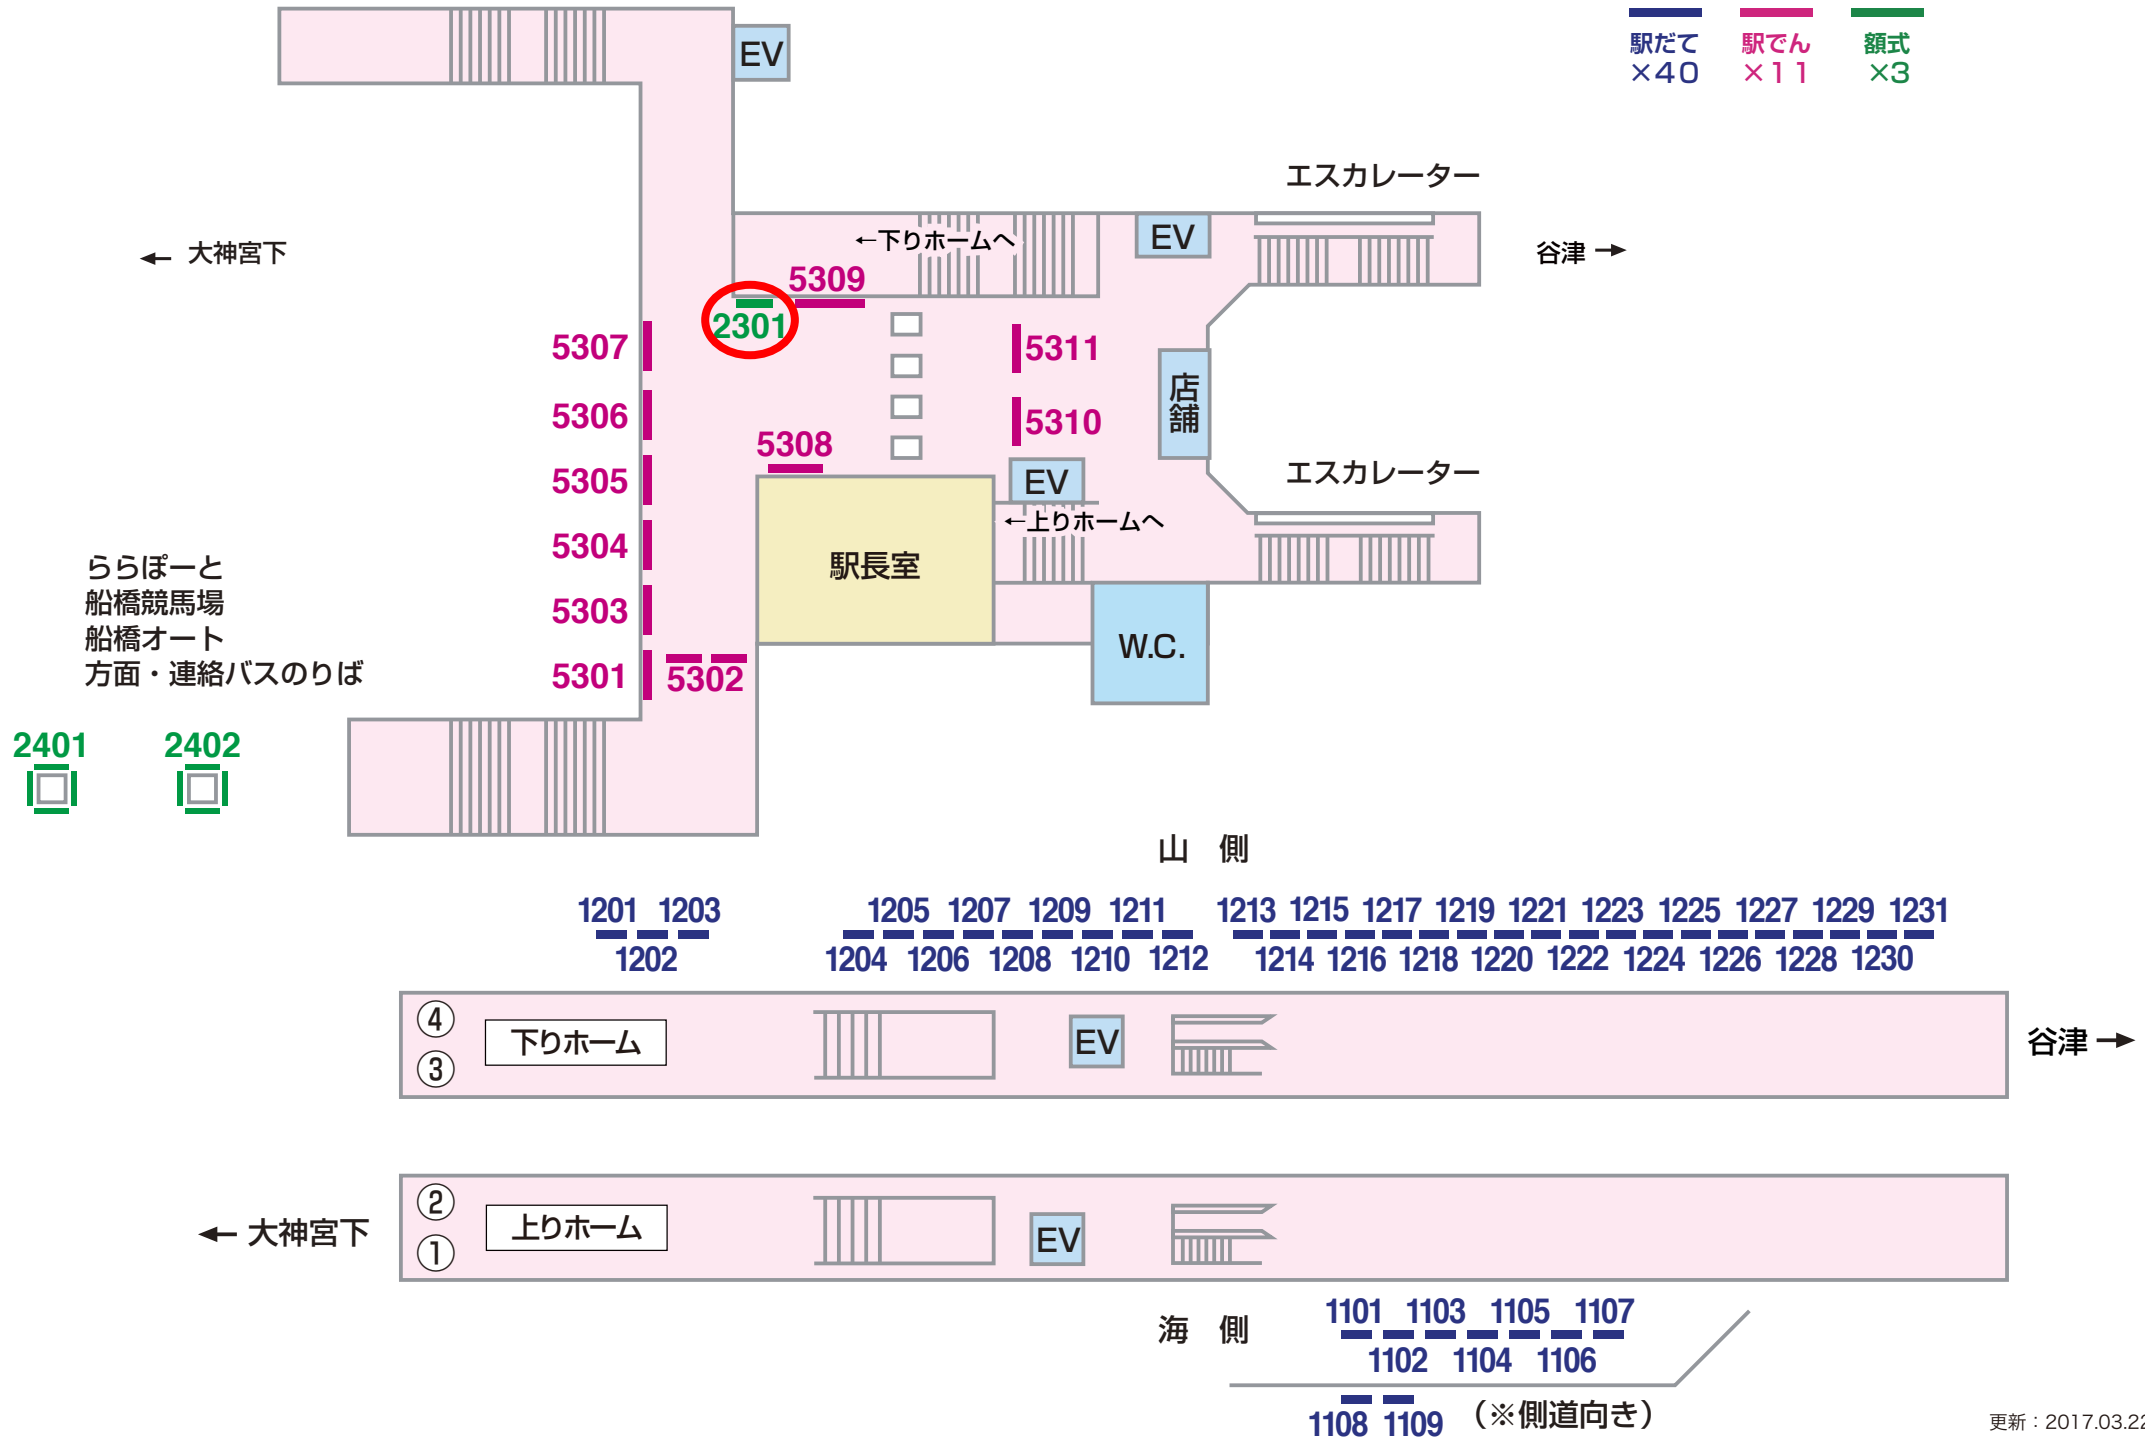 駅だて
×40
駅でん
×11
額式
×3
EV
エスカレーター
← 大神宮下
←下りホームへ
EV
谷津 →
5309
2301
5307
5311
5306
店舗
5310
5308
5305
EV
エスカレーター
←上りホームへ
5304
駅長室
ららぽーと
船橋競馬場
船橋オート
方面・連絡バスのりば
5303
W.C.
5301
5302
2401
2402
山 側
1201 1203 1205 1207 1209 1211 1213 1215 1217 1219 1221 1223 1225 1227 1229 1231
1202 1204 1206 1208 1210 1212 1214 1216 1218 1220 1222 1224 1226 1228 1230
④
③
下りホーム
EV
谷津 →
②
①
上りホーム
EV
← 大神宮下
海 側
1101 1103 1105 1107
1102 1104 1106
1108 1109 (※側道向き)
更新:2017.03.22